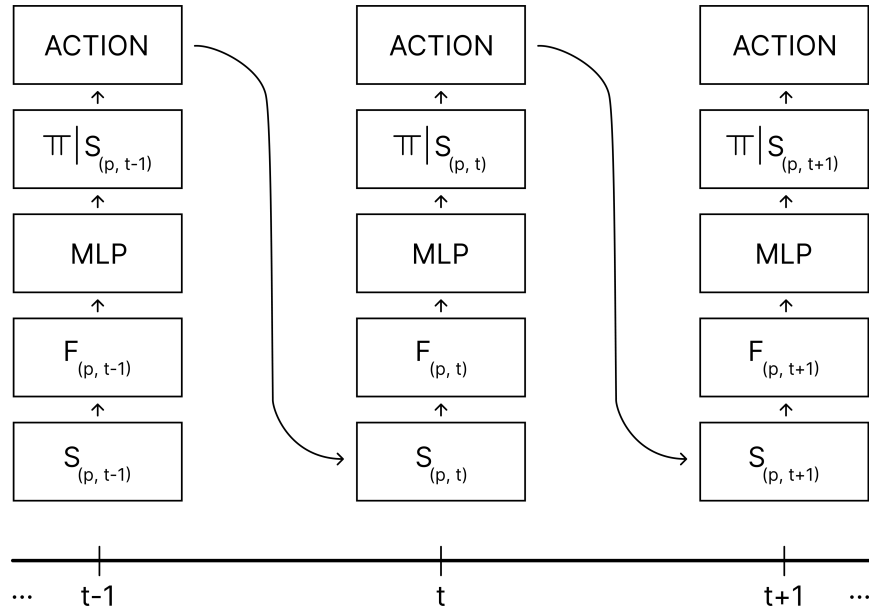 ACTION ACTION ACTION
π|S(p, t-1) π|S(p, t) π|S(p, t+1)
MLP MLP MLP
F(p, t-1) F(p, t) F(p, t+1)
S(p, t-1) S(p, t) S(p, t+1)
... t-1 t t+1 ...